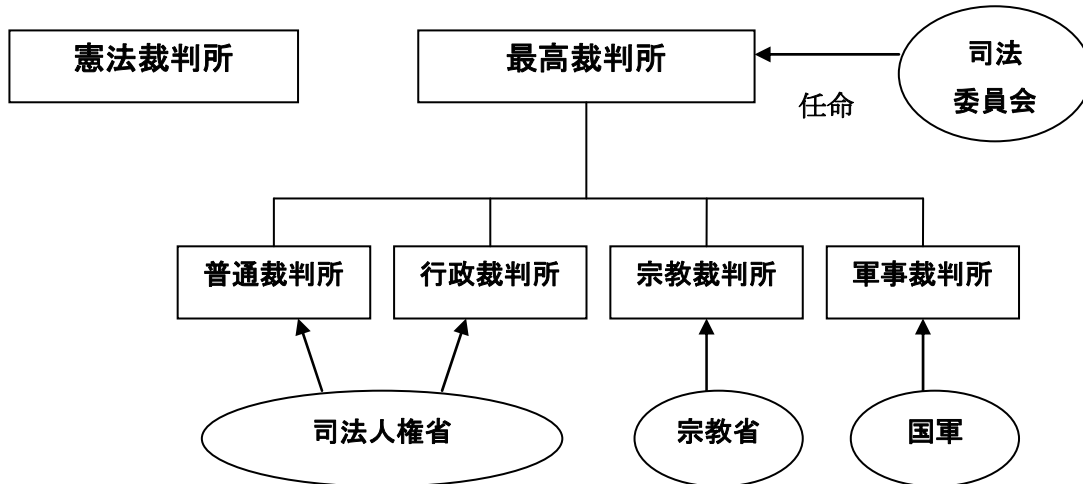 憲法裁判所
最高裁判所
司法
委員会
任命
普通裁判所
行政裁判所
宗教裁判所
軍事裁判所
司法人権省
宗教省
国軍